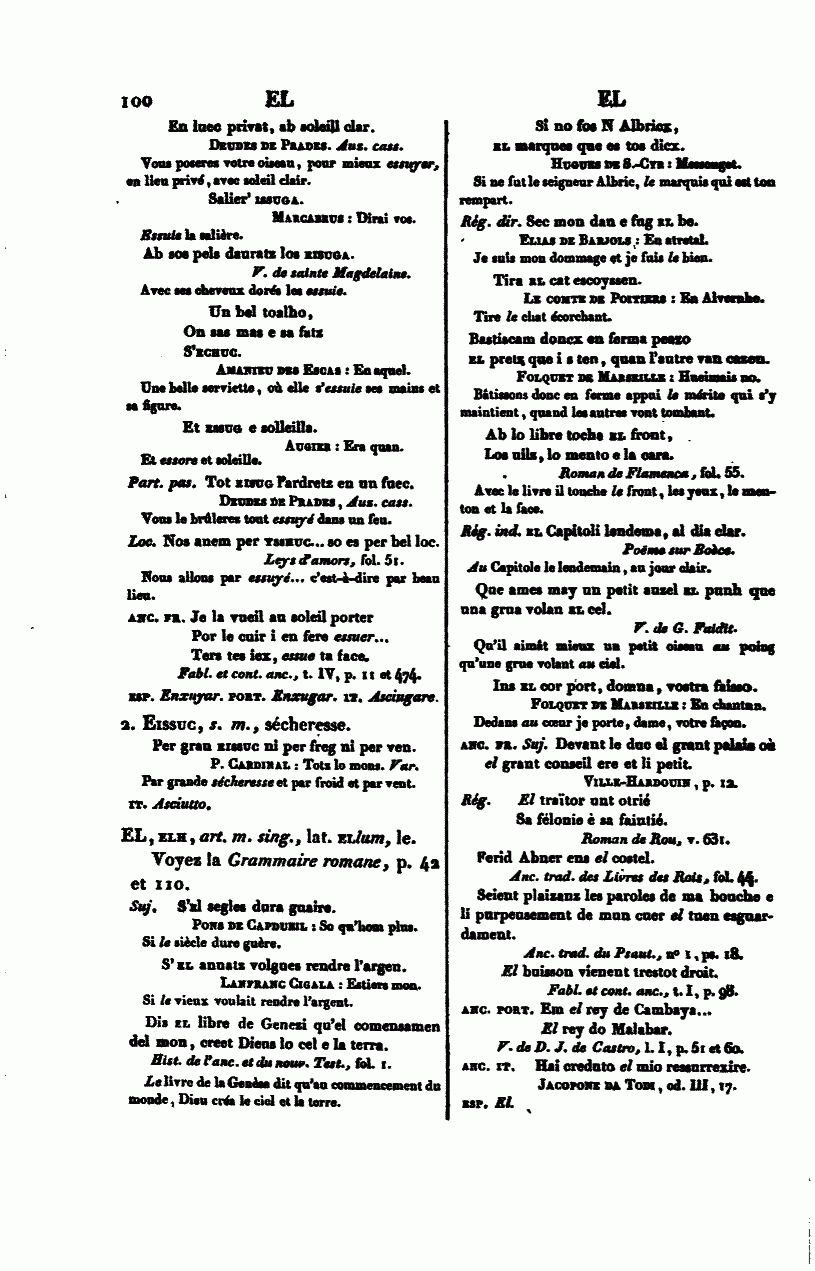 100 EL EL
En luec privat, ab soleill clar.
DEUDES DE PRADES. Aus. cass.
Vous poseres votre oiseau, pour mieux essuyer,
en lieu privé, avec soleil clair.
Salier' ISSUGA.
MARCABRUS : Dirai vos.
Essuie la salière.
Ab sos pels dauratz los EISSUGA.
V. de sainte Magdelaine.
Avec ses cheveux dorés les essuie.
Un bel toalho,
On sas mas e sa fatz
S'ECHUC.
AMANIEU DES ESCAS : En aquel.
Une belle serviette, où elle s'essuie ses mains et
sa figure.
Et EISSUG e solleilla.
AUGIER : Era quan.
Et essore et soleille.
Part. pas. Tot EISSUG l'ardretz en un fuec.
DEUDES DE PRADES, Aus. cass.
Vous le brûleres tout essuyé dans un feu.
Loc. Nos anem per YSSHUC... so es per bel loc.
Leys d'amors, fol. 51.
Nous allons par essuyé... c'est-à-dire par beau
lieu.
ANC. FR. Je la vueil au soleil porter
Por le cuir i en fere essuer...
Ters tes iex, essue ta face.
Fabl. et cont. anc., t. IV, p. 11 et 474.
ESP. Enxuyar. PORT. Enxugar. IT. Asciugare.
2. EISSUC, s. m., sécheresse.
Per gran EISSUC ni per freg ni per ven.
P. CARDINAL : Totz lo mons. Var.
Par grande sécheresse et par froid et par vent.
IT. Asciutto.
EL, ELH, art. m. sing., lat. ELlum, le.
Voyez la Grammaire romane, p. 42
et 110.
Suj. S'EL segles dura guaire.
PONS DE CAPDUEIL : So qu'hom plus.
Si le siècle dure guère.
S'EL annatz volgues rendre l'argen.
LANFRANC CIGALA : Estiers mon.
Si le vieux voulait rendre l'argent.
Dis EL libre de Genesi qu'el comensamen
del mon, creet Dieus lo cel e la terra.
Hist. de l'anc. et du nouv. Test., fol. 1.
Le livre de la Genèse dit qu'au commencement du
monde, Dieu créa le ciel et la terre.
Si no fos N Albricx,
EL marques que es tos dicx.
HUGUES DE S.-CYR : Messonget.
Si ne fut le seigneur Albric, le marquis qui est ton
rempart.
Rég. dir. Sec mon dan e fug EL be.
ELIAS DE BARJOLS : En atretal.
Je suis mon dommage et je fuis le bien.
Tira EL cat escoyssen.
LE COMTE DE POITIERS : En Alvernhe.
Tire le chat écorchant.
Bastiscam doncx en ferma peazo
EL pretz que i s ten, quan l'autre van cazen.
FOLQUET DE MARSEILLE : Hueimais no.
Bâtissons donc en ferme appui le mérite qui s'y
maintient, quand les autres vont tombant.
Ab lo libre tocha EL front,
Los uils, lo mento e la cara.
Roman de Flamenca, fol. 55.
Avec le livre il touche le front, les yeux, le men-
ton et la face.
Rég. ind. EL Capitoli lendema, al dia clar.
Poëme sur Boèce.
Au Capitole le lendemain, au jour clair.
Que ames may un petit auzel EL punh que
una grua volan EL cel.
V. de G. Faidit.
Qu'il aimât mieux un petit oiseau au poing
qu'une grue volant au ciel.
Ins EL cor port, domna, vostra faisso.
FOLQUET DE MARSEILLE : En chantan.
Dedans au cœur je porte, dame, votre façon.
ANC. FR. Suj. Devant le duc el grant palais où
el grant conseil ere et li petit.
VILLE-HARDOUIN, p. 12.
Rég. El traïtor unt otrié
Sa félonie è sa faintié.
Roman de Rou, v. 631.
Ferid Abner ens el costel.
Anc. trad. des Livres des Rois, fol. 44.
Seient plaizanz les paroles de ma bouche e
li purpensement de mun cuer el tuen esguar-
dament.
Anc. trad. du Psaut., nº 1, ps. 18.
El buisson vienent trestot droit.
Fabl. et cont. anc., t. I, p. 98.
ANC. PORT. Em el rey de Cambaya...
El rey do Malabar.
V. de D. J. de Castro, l. I, p. 51 et 60.
ANC. IT. Hai creduto el mio resurrexire.
JACOPONE DA TODI, od. III, 17.
ESP. El.